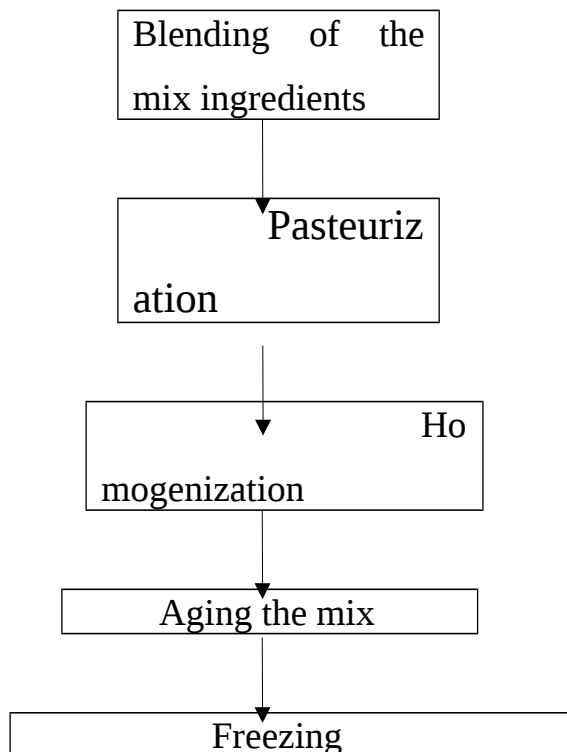 Blending of the
mix ingredients
Pasteuriz
ation
Ho
mogenization
Aging the mix
Freezing